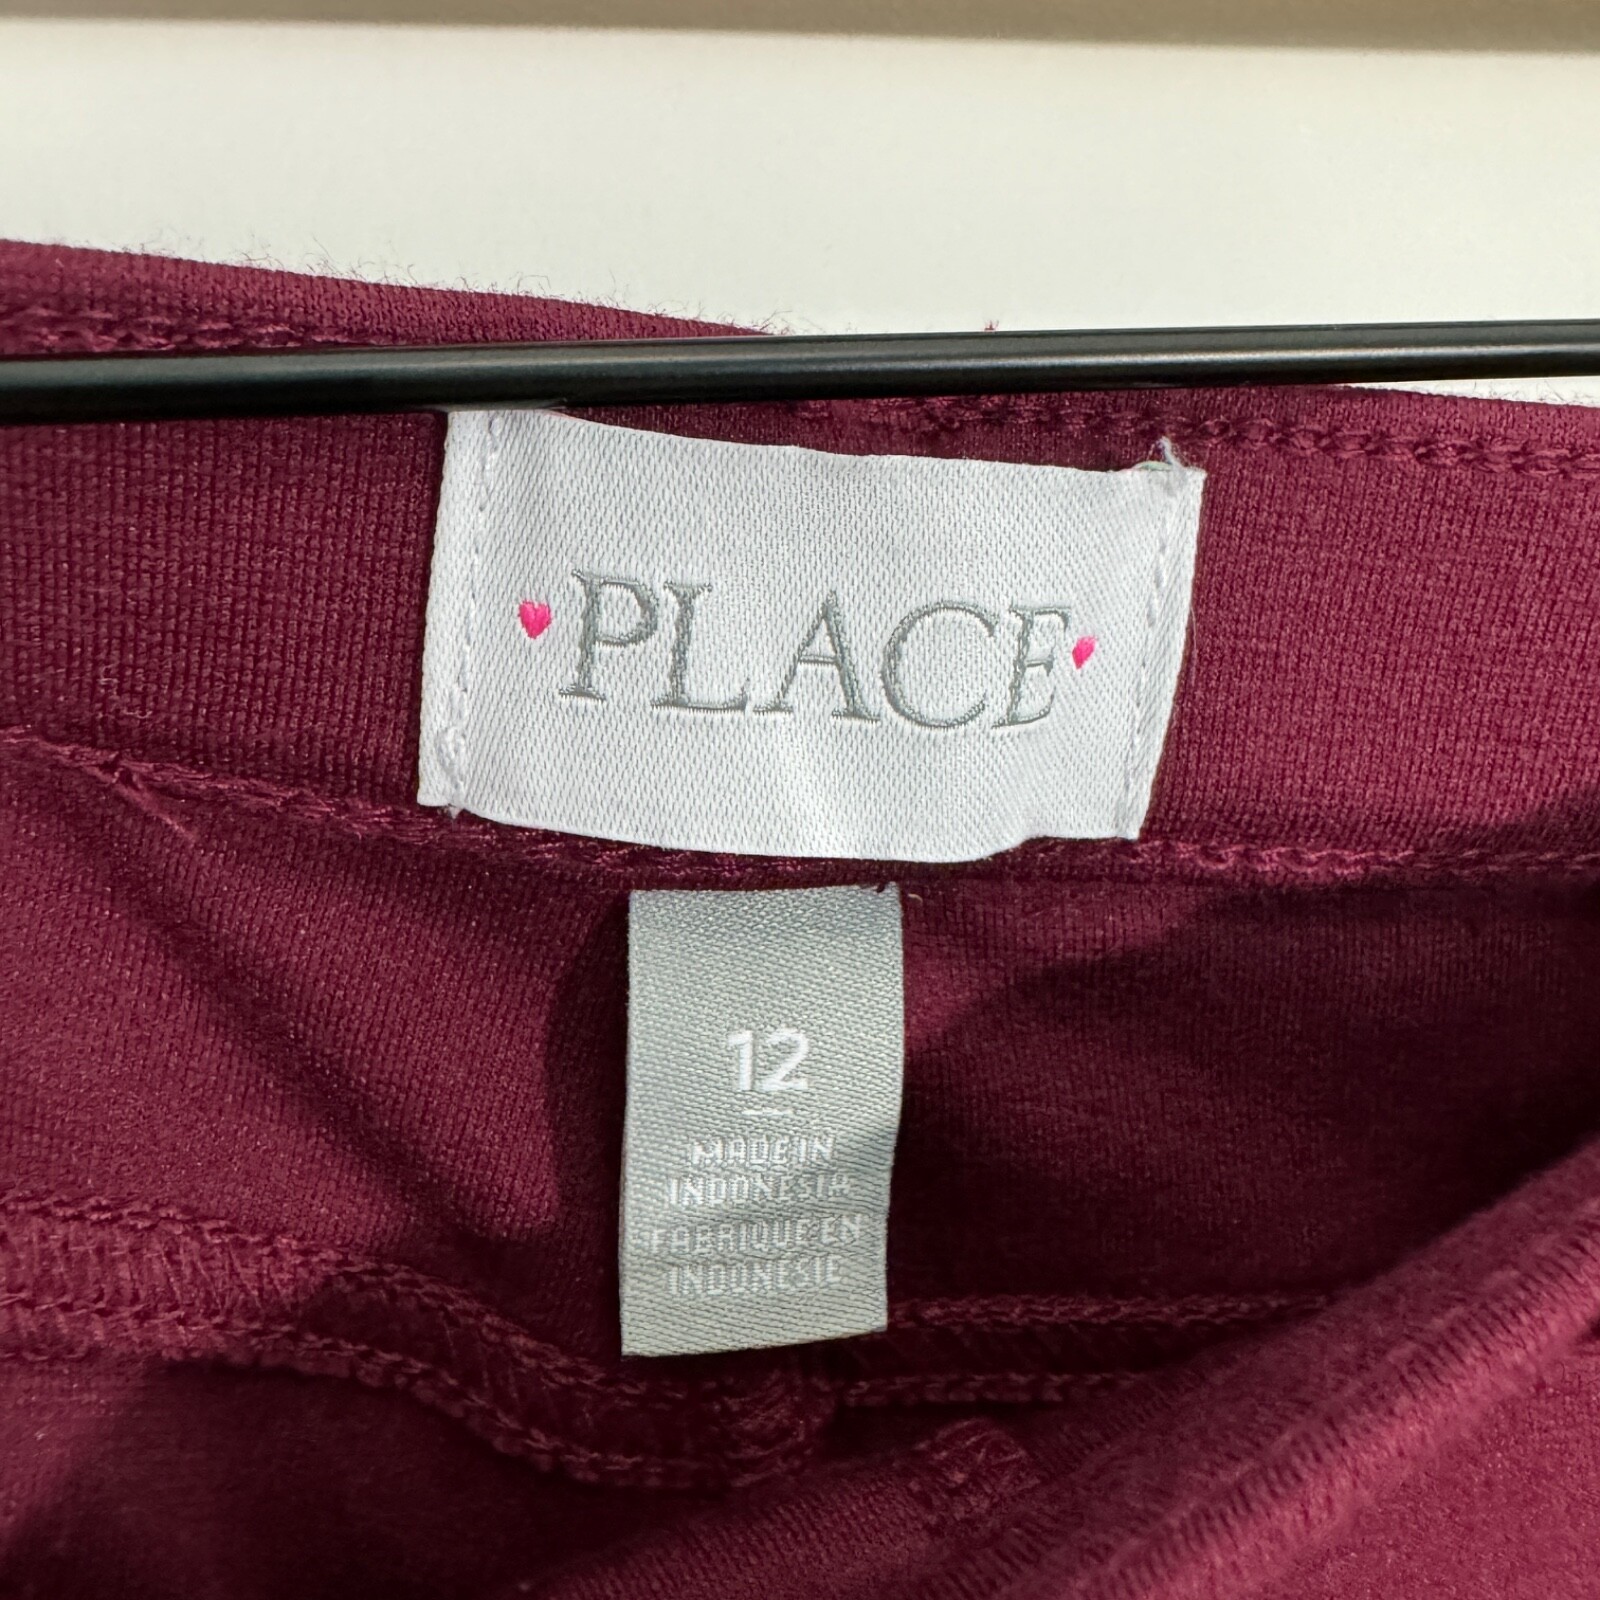 PLACE
12
MADE IN
INDONESIA
FABRIQUE EN
INDONESIE